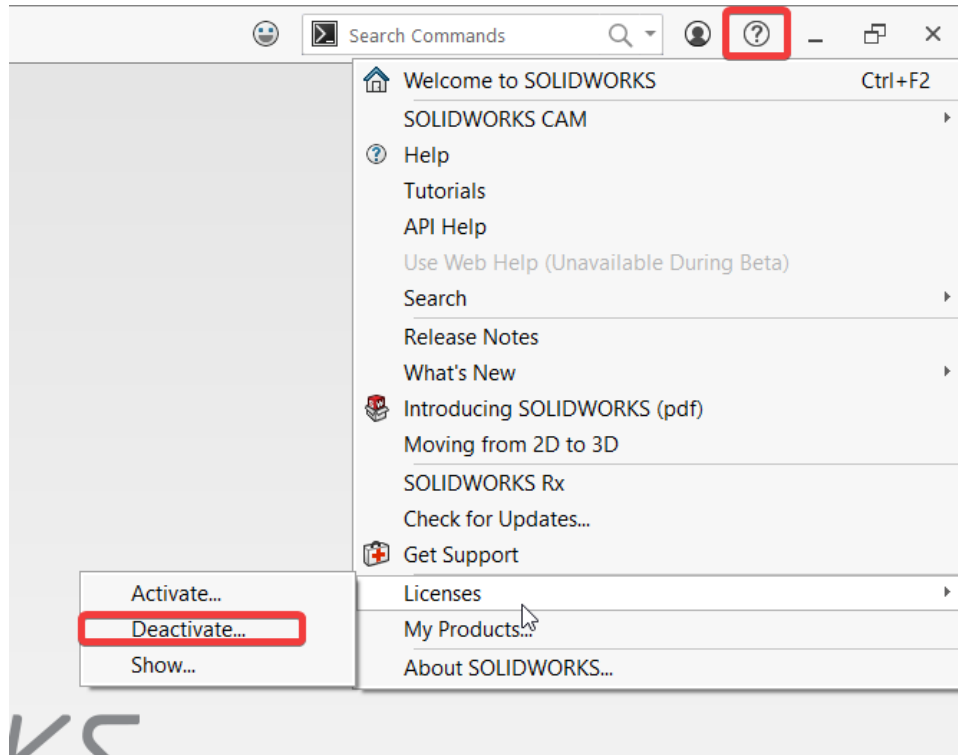 Search Commands
Welcome to SOLIDWORKS Ctrl+F2
SOLIDWORKS CAM
Help
Tutorials
API Help
Use Web Help (Unavailable During Beta)
Search
Release Notes
What's New
Introducing SOLIDWORKS (pdf)
Moving from 2D to 3D
SOLIDWORKS Rx
Check for Updates...
Get Support
Activate... Licenses
Deactivate... My Products...
Show... About SOLIDWORKS...
KS